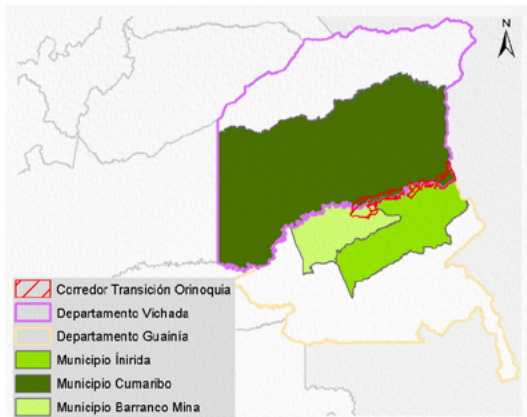 N
Corredor Transición Orinoquia
Departamento Vichada
Departamento Guainía
Municipio Ínirida
Municipio Cumaribo
Municipio Barranco Mina